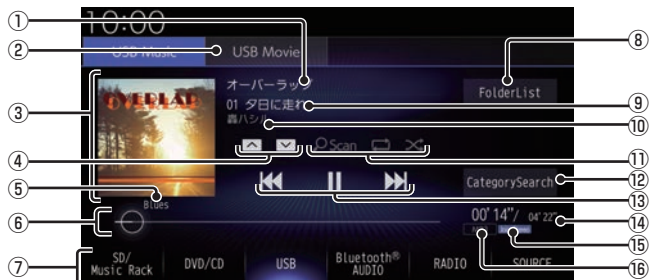 ①
10:00
②
USB Music
USB Movie
⑧
③
OVERLAP
オーバーラップ
FolderList
01 夕日に走れ
⑨
轟ハシル
⑩
④
Scan
⑪
⑤
Blues
CategorySearch
⑫
⑬
⑥
00'14"/ 04'22"
⑭
⑮
⑦
SD/
Music Rack
DVD/CD
USB
Bluetooth®
AUDIO
RADIO
SOURCE
⑯